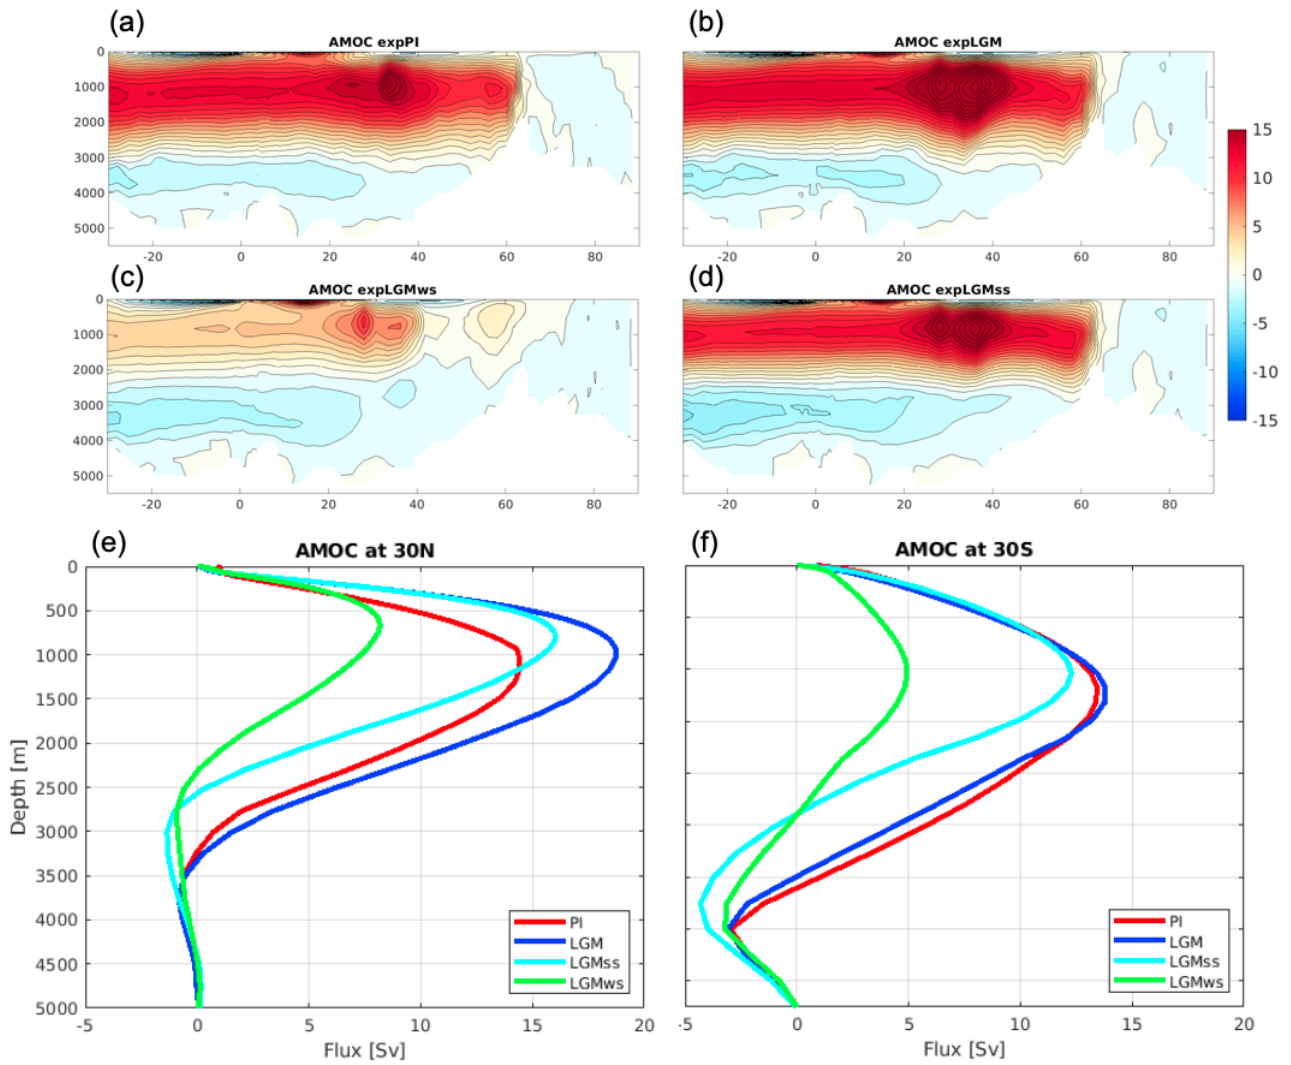 (a)
AMOC expPI
0
1000
2000
3000
4000
5000
-20 0 20 40 60 80
(b)
AMOC expLGM
-20 0 20 40 60 80
15
10
5
0
-5
-10
-15
(c)
AMOC expLGMws
0
1000
2000
3000
4000
5000
-20 0 20 40 60 80
(d)
AMOC expLGMss
-20 0 20 40 60 80
(e)
AMOC at 30N
0
500
1000
1500
2000
2500
3000
3500
4000
4500
5000
Depth [m]
PI
LGM
LGMss
LGMws
-5 0 5 10 15 20
Flux [Sv]
(f)
AMOC at 30S
PI
LGM
LGMss
LGMws
-5 0 5 10 15 20
Flux [Sv]